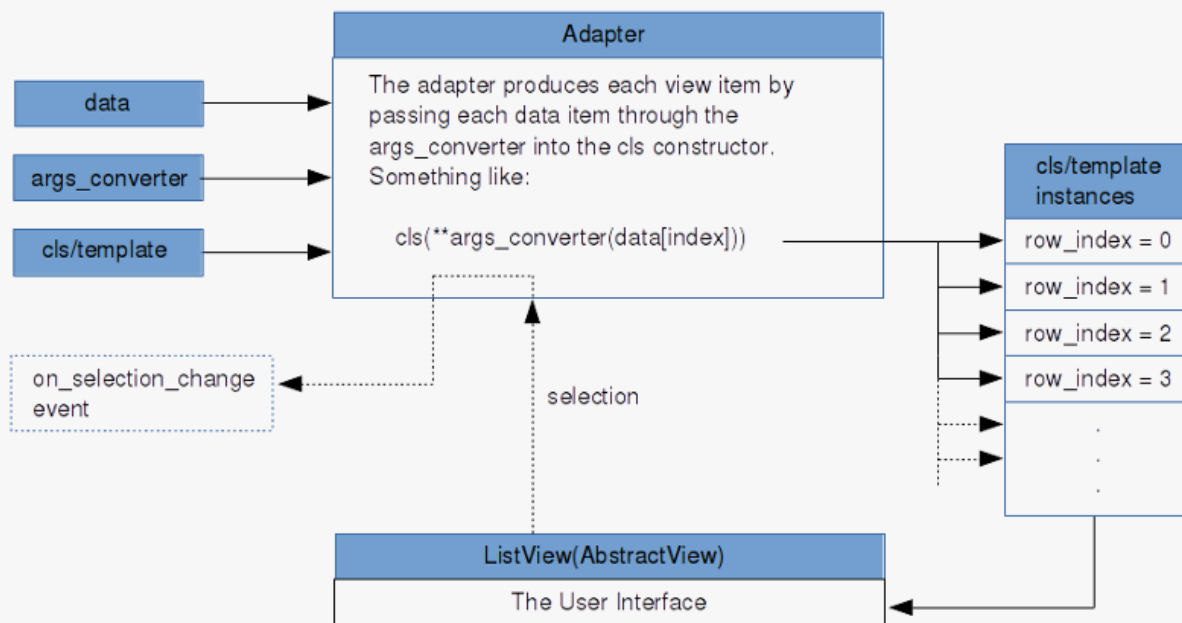 Adapter
data
args_converter
cls/template
The adapter produces each view item by
passing each data item through the
args_converter into the cls constructor.
Something like:
cls(**args_converter(data[index]))
cls/template
instances
row_index = 0
row_index = 1
row_index = 2
row_index = 3
.
.
.
on_selection_change
event
selection
ListView(AbstractView)
The User Interface